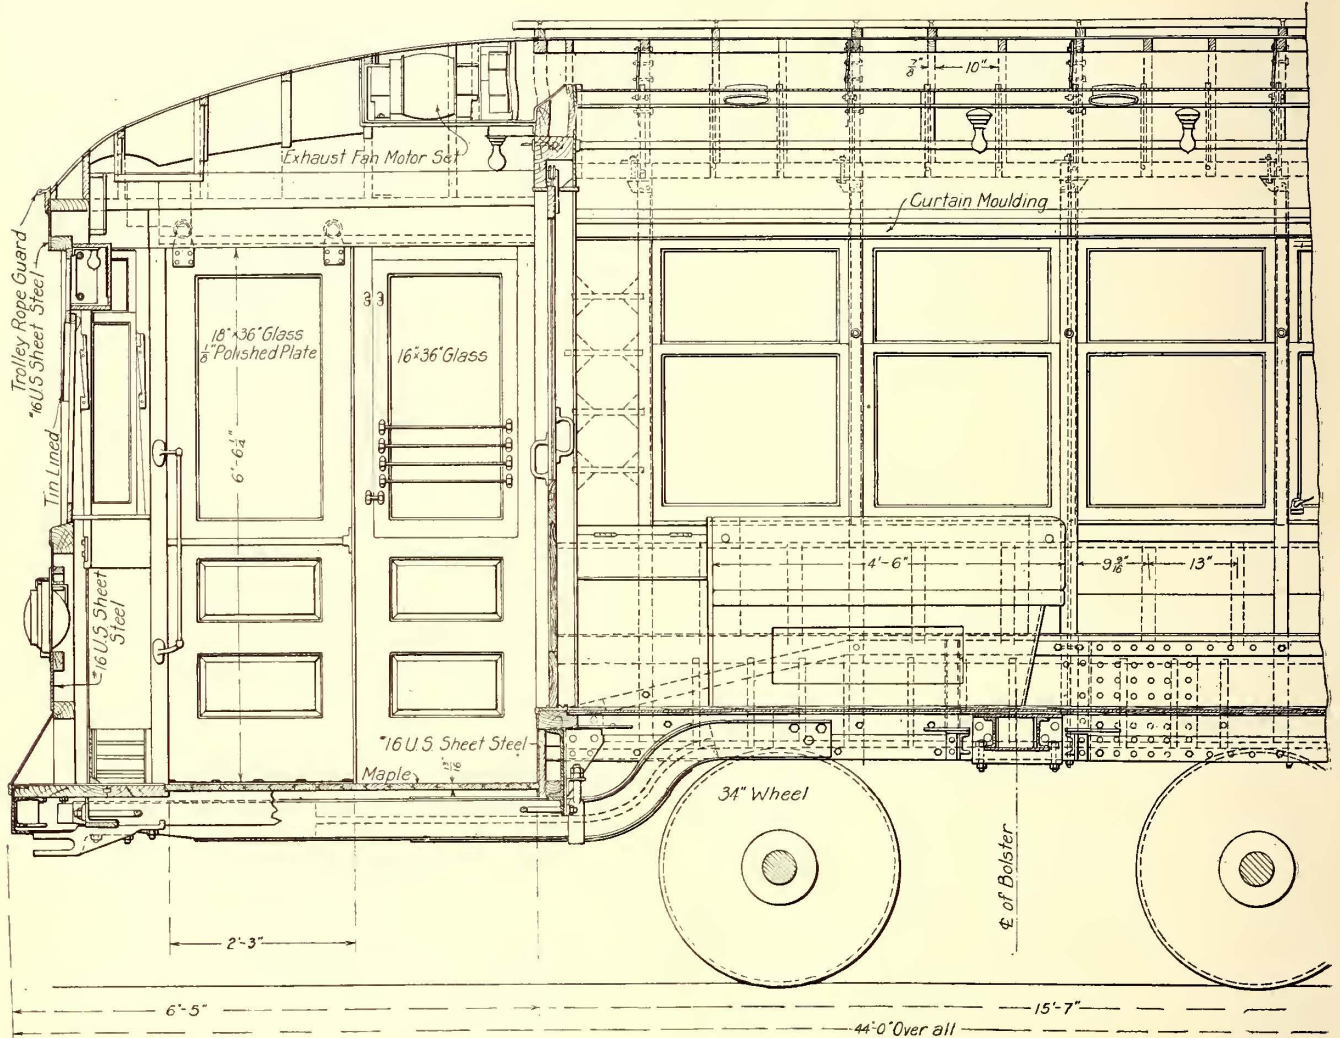 7/8"
10"
Exhaust Fan Motor Set
Curtain Moulding
Trolley Rope Guard
#16 U.S Sheet Steel
18"×36" Glass
1/8" Polished Plate
16"×36" Glass
6'-6 1/4"
Tin Lined
4'-6"
9 3/16"
13"
#16 U.S Sheet
Steel
#16 U.S. Sheet Steel
Maple
13/16"
34" Wheel
℄ of Bolster
2'-3"
6'-5"
15'-7"
44'-0" Over all